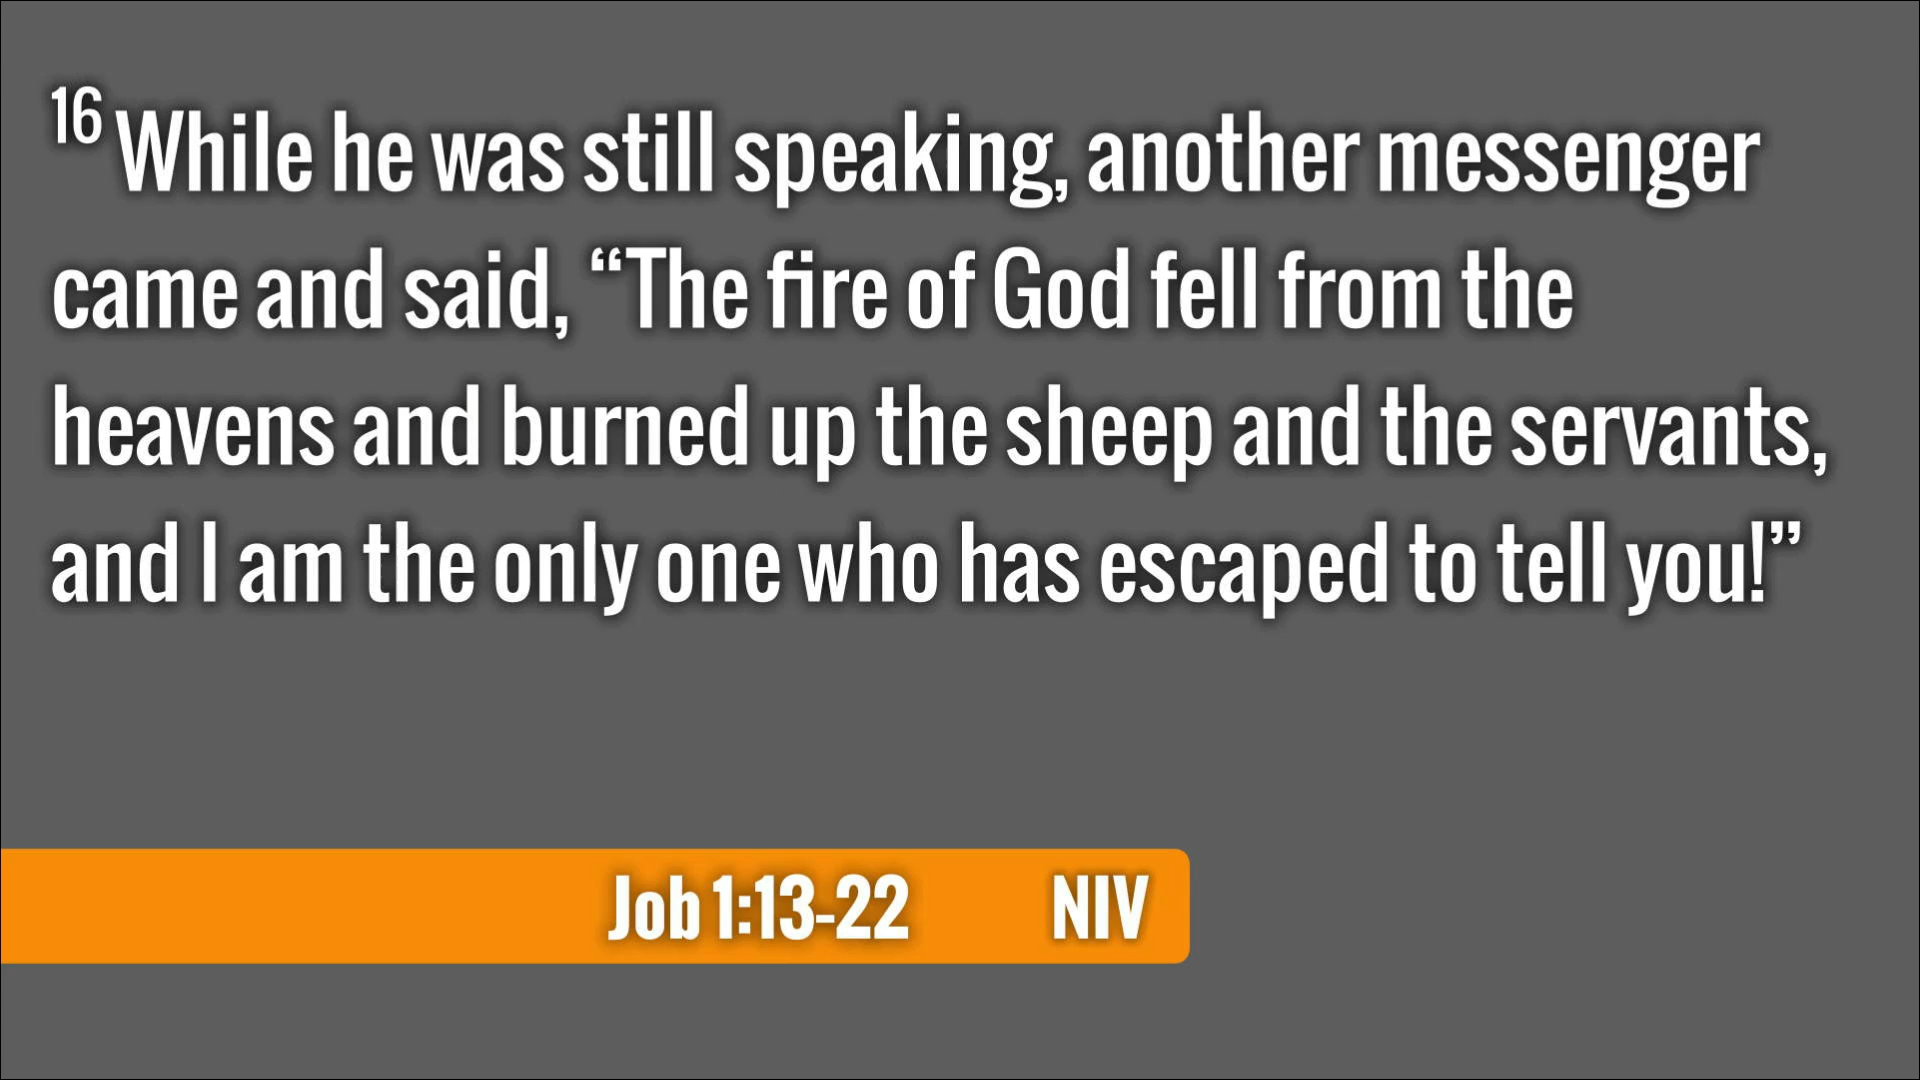 16 While he was still speaking, another messenger
came and said, “The fire of God fell from the
heavens and burned up the sheep and the servants,
and I am the only one who has escaped to tell you!”
Job 1:13-22 NIV